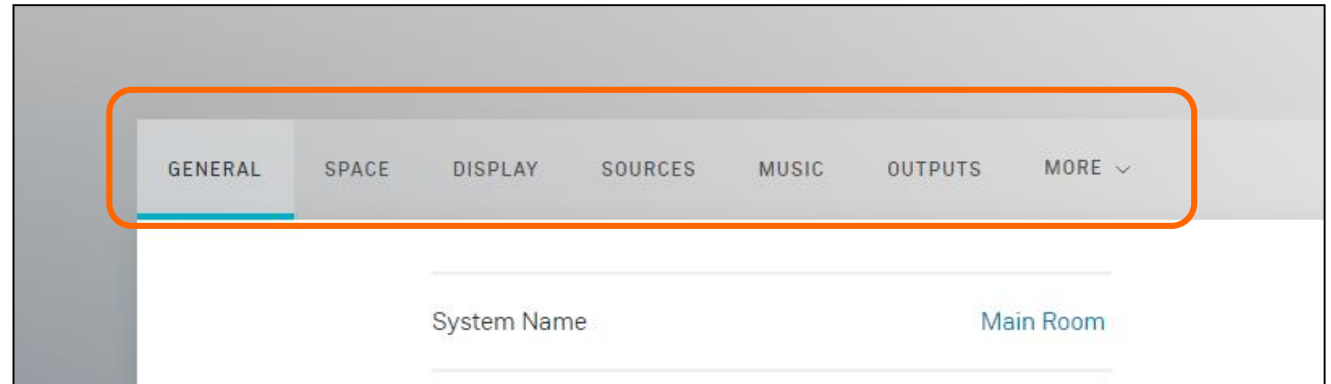 GENERAL SPACE DISPLAY SOURCES MUSIC OUTPUTS MORE
System Name Main Room